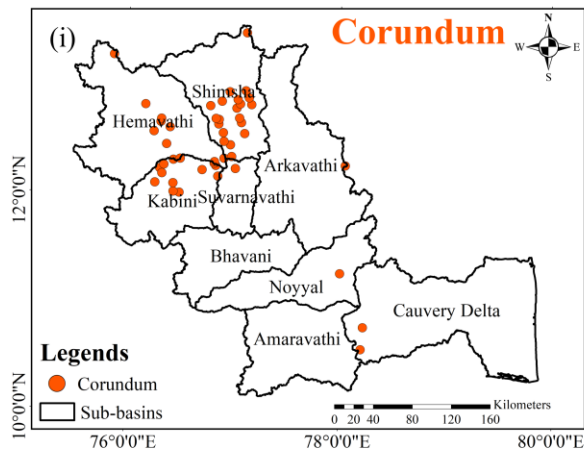 (i)
Corundum
N
W E
S
Shimsha
Hemavathi
Arkavathi
Kabini
Suvarnavathi
Bhavani
Noyyal
Cauvery Delta
Amaravathi
Legends
Corundum
Sub-basins
Kilometers
0 20 40 80 120 160
12°0'0"N
10°0'0"N
76°0'0"E 78°0'0"E 80°0'0"E